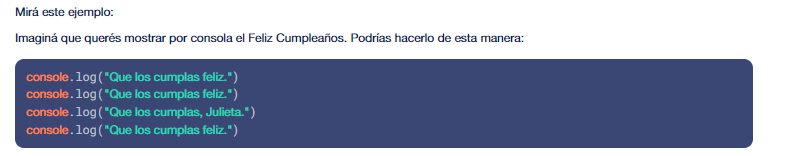 Mirá este ejemplo:
Imaginá que querés mostrar por consola el Feliz Cumpleaños. Podrías hacerlo de esta manera:
console.log("Que los cumplas feliz.")
console.log("Que los cumplas feliz.")
console.log("Que los cumplas, Julieta.")
console.log("Que los cumplas feliz.")